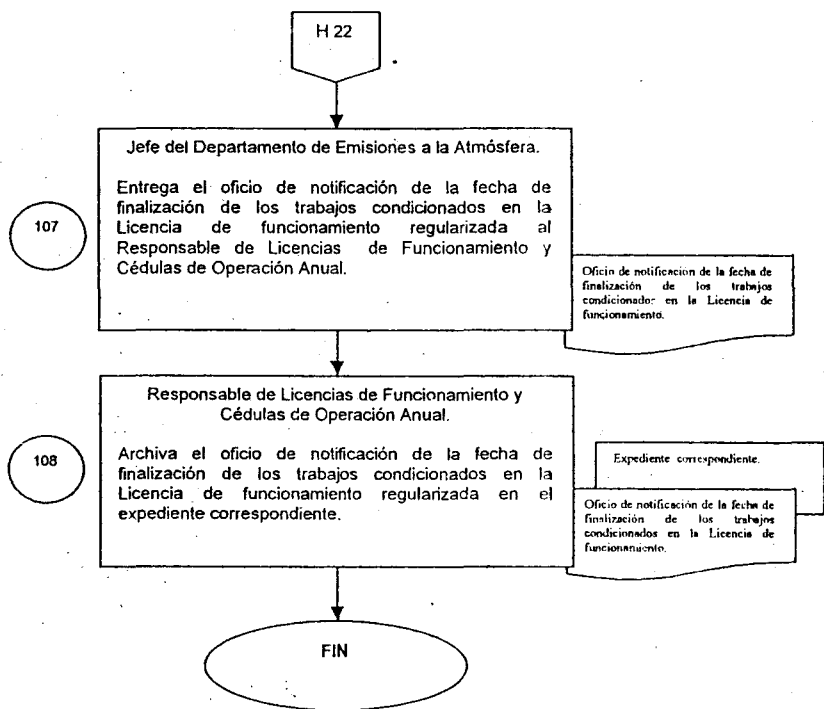 H 22
Jefe del Departamento de Emisiones a la Atmósfera.
107
Entrega el oficio de notificación de la fecha de
finalización de los trabajos condicionados en la
Licencia de funcionamiento regularizada al
Responsable de Licencias de Funcionamiento y
Cédulas de Operación Anual.
Oficio de notificación de la fecha de
finalización de los trabajos
condicionados en la Licencia de
funcionamiento.
Responsable de Licencias de Funcionamiento y
Cédulas de Operación Anual.
108
Archiva el oficio de notificación de la fecha de
finalización de los trabajos condicionados en la
Licencia de funcionamiento regularizada en el
expediente correspondiente.
Expediente correspondiente.
Oficio de notificación de la fecha de
finalización de los trabajos
condicionados en la Licencia de
funcionamiento.
FIN